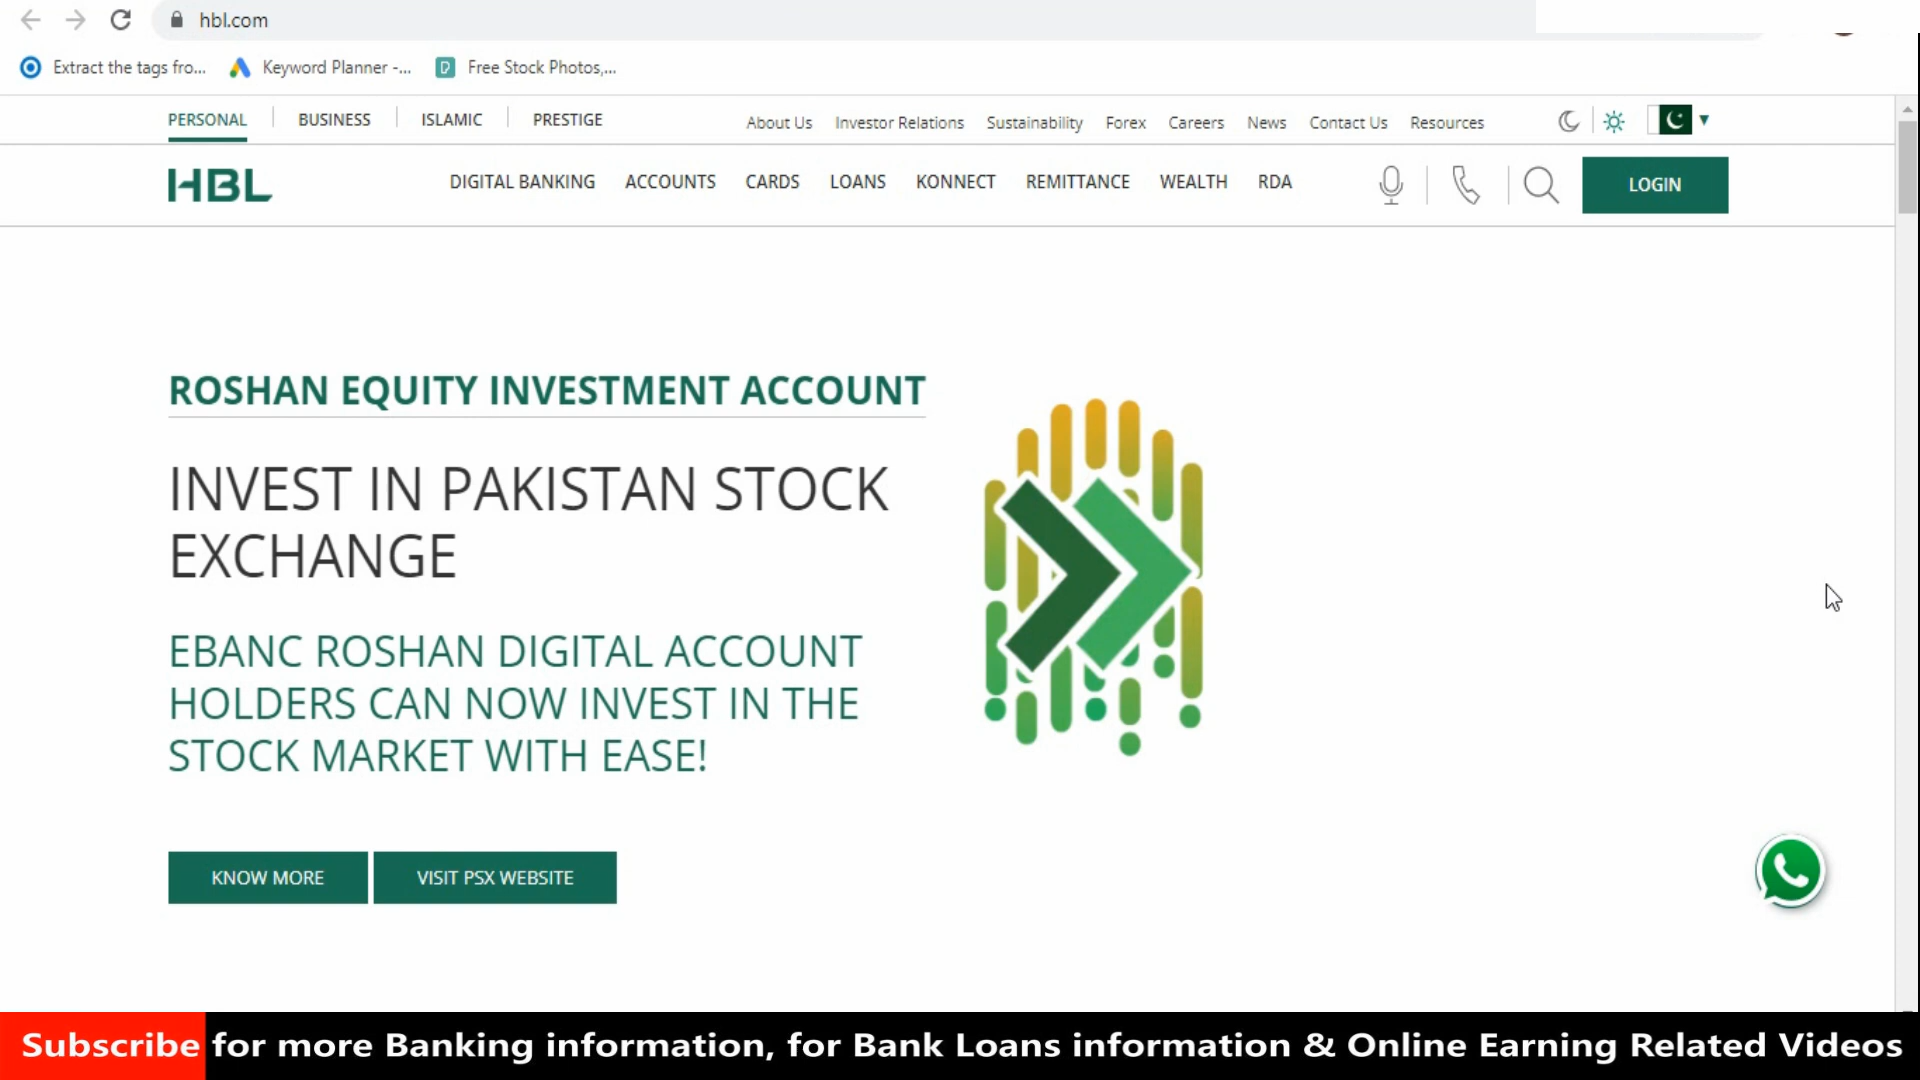 hbl.com
Extract the tags fro... Keyword Planner -... Free Stock Photos,...
PERSONAL BUSINESS ISLAMIC PRESTIGE About Us Investor Relations Sustainability Forex Careers News Contact Us Resources
HBL DIGITAL BANKING ACCOUNTS CARDS LOANS KONNECT REMITTANCE WEALTH RDA LOGIN
ROSHAN EQUITY INVESTMENT ACCOUNT
INVEST IN PAKISTAN STOCK
EXCHANGE
EBANC ROSHAN DIGITAL ACCOUNT
HOLDERS CAN NOW INVEST IN THE
STOCK MARKET WITH EASE!
KNOW MORE VISIT PSX WEBSITE
Subscribe for more Banking information, for Bank Loans information & Online Earning Related Videos